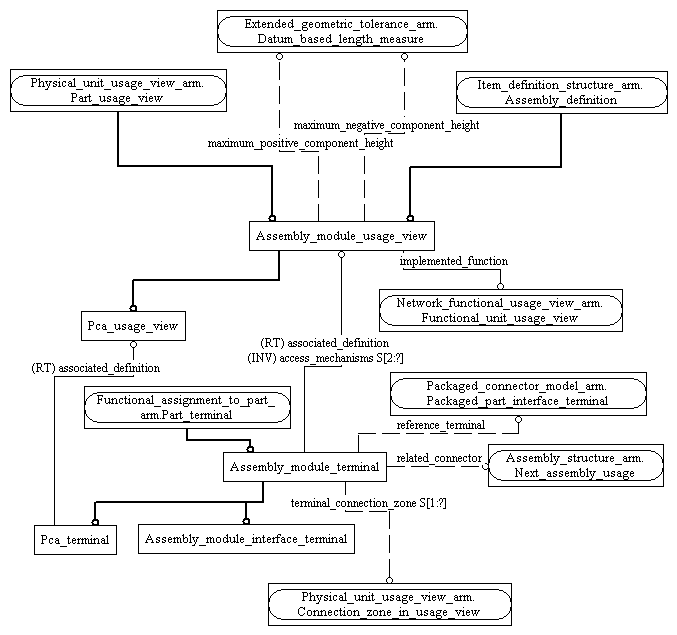 Extended_geometric_tolerance_arm.
Datum_based_length_measure
Physical_unit_usage_view_arm.
Part_usage_view
Item_definition_structure_arm.
Assembly_definition
maximum_negative_component_height
maximum_positive_component_height
Assembly_module_usage_view
implemented_function
Network_functional_usage_view_arm.
Functional_unit_usage_view
Pca_usage_view
(RT) associated_definition
(INV) access_mechanisms S[2:?]
(RT) associated_definition
Functional_assignment_to_part_
arm.Part_terminal
Packaged_connector_model_arm.
Packaged_part_interface_terminal
reference_terminal
Assembly_module_terminal
related_connector
Assembly_structure_arm.
Next_assembly_usage
terminal_connection_zone S[1:?]
Pca_terminal
Assembly_module_interface_terminal
Physical_unit_usage_view_arm.
Connection_zone_in_usage_view